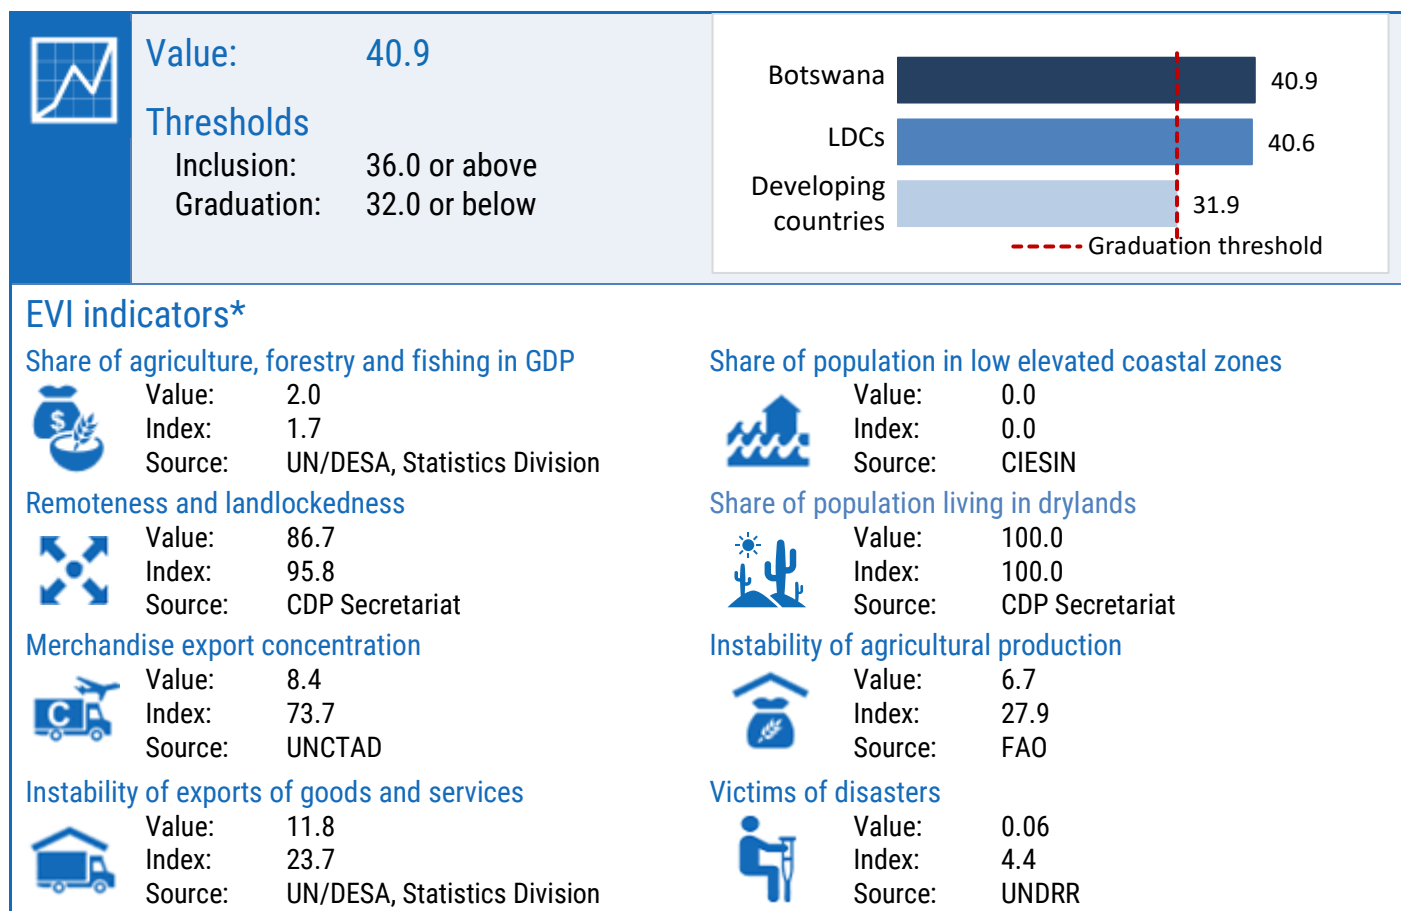 Value: 40.9
Thresholds
Inclusion: 36.0 or above
Graduation: 32.0 or below
Botswana 40.9
LDCs 40.6
Developing
countries 31.9
Graduation threshold
EVI indicators*
Share of agriculture, forestry and fishing in GDP
$
Value: 2.0
Index: 1.7
Source: UN/DESA, Statistics Division
Share of population in low elevated coastal zones
Value: 0.0
Index: 0.0
Source: CIESIN
Remoteness and landlockedness
Value: 86.7
Index: 95.8
Source: CDP Secretariat
Share of population living in drylands
Value: 100.0
Index: 100.0
Source: CDP Secretariat
Merchandise export concentration
C
Value: 8.4
Index: 73.7
Source: UNCTAD
Instability of agricultural production
Value: 6.7
Index: 27.9
Source: FAO
Instability of exports of goods and services
Value: 11.8
Index: 23.7
Source: UN/DESA, Statistics Division
Victims of disasters
Value: 0.06
Index: 4.4
Source: UNDRR